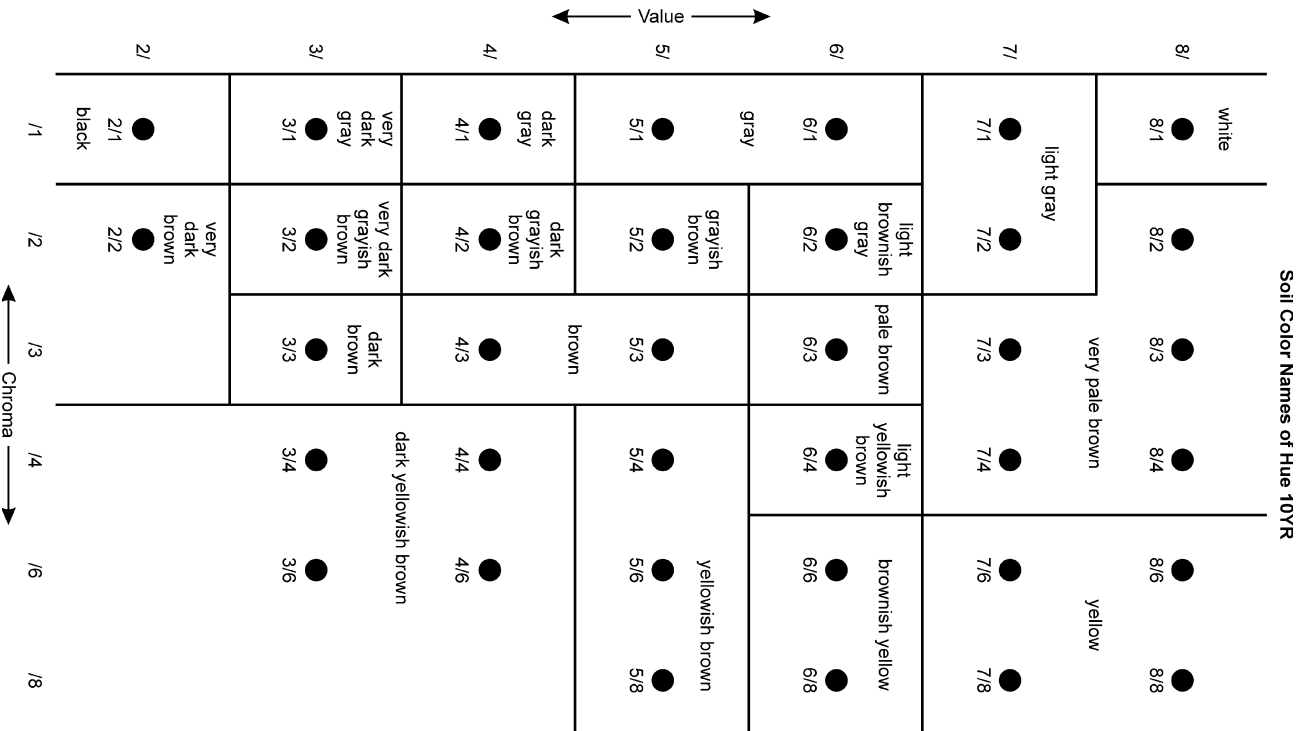 Soil Color Names of Hue 10YR
Value
8/
white
8/1
8/2
8/3
very pale brown
8/4
8/6
yellow
8/8
7/
light gray
7/1
7/2
7/3
7/4
7/6
7/8
6/
gray
6/1
light
brownish
gray
6/2
pale brown
6/3
light
yellowish
brown
6/4
brownish yellow
6/6
6/8
5/
5/1
grayish
brown
5/2
brown
5/3
5/4
yellowish brown
5/6
5/8
4/
dark
gray
4/1
dark
grayish
brown
4/2
4/3
dark yellowish brown
4/4
4/6
3/
very
dark
gray
3/1
very dark
grayish
brown
3/2
dark
brown
3/3
3/4
3/6
2/
2/1
black
very
dark
brown
2/2
/1
/2
/3
/4
/6
/8
Chroma